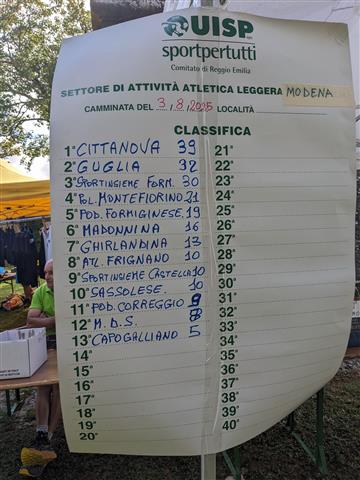 UISP
sportpertutti
Comitato di Reggio Emilia
SETTORE DI ATTIVITÀ ATLETICA LEGGERA MODENA
CAMMINATA DEL 3,8,2025 LOCALITÀ
CLASSIFICA
1° CITTANOVA 39
2° GUGLIA 32
3° SPORTINSIEME FORM. 30
4° POL. MONTEFIORINO 21
5° POD. FORMIGINESE 19
6° MADONNINA 16
7° GHIRLANDINA 13
8° ATL. FRIGNANO 10
9° SPORTINSIEME CASTELLA 10
10° SASSOLESE. 10
11° POD. CORREGGIO 9
12° M.D.S. 8
13° CAPOGALLIANO 5
14°
15°
16°
17°
18°
19°
20°
21°
22°
23°
24°
25°
26°
27°
28°
29°
30°
31°
32°
33°
34°
35°
36°
37°
38°
39°
40°